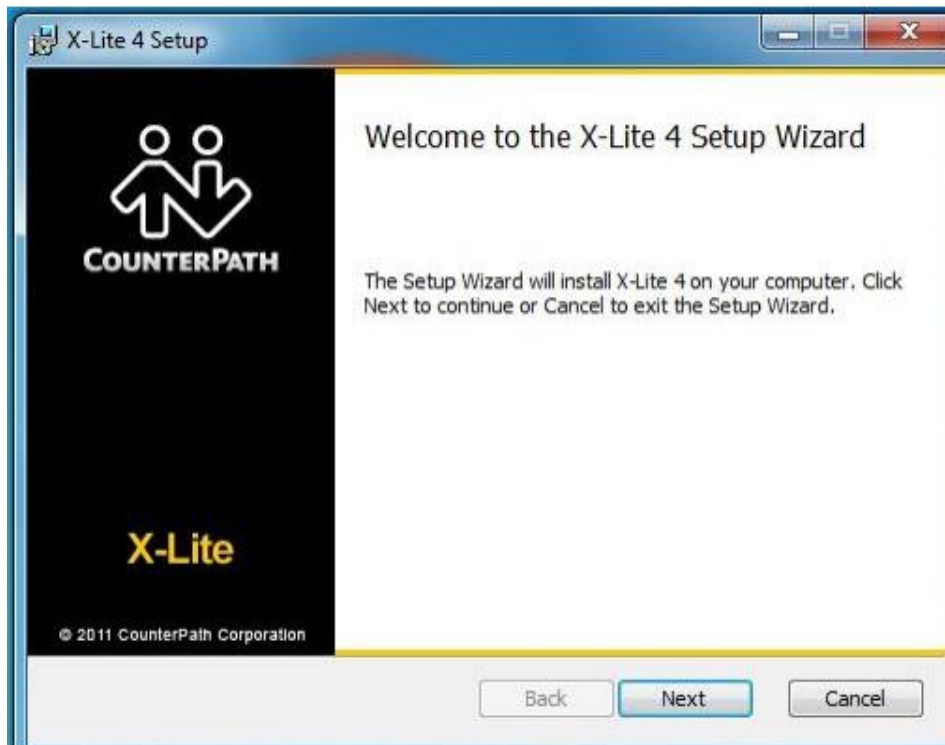 X-Lite 4 Setup
COUNTERPATH
Welcome to the X-Lite 4 Setup Wizard
The Setup Wizard will install X-Lite 4 on your computer. Click
Next to continue or Cancel to exit the Setup Wizard.
X-Lite
© 2011 CounterPath Corporation
Back Next Cancel